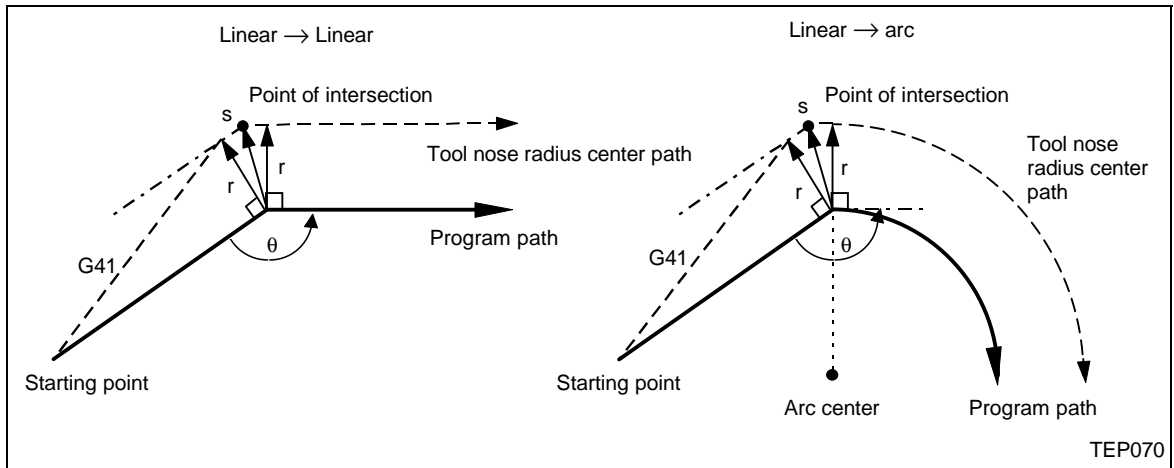 Linear → Linear
s
Point of intersection
r
r
Tool nose radius center path
Program path
θ
G41
Starting point
Linear → arc
s
Point of intersection
r
r
Tool nose
radius center
path
θ
G41
Starting point
Arc center
Program path
TEP070